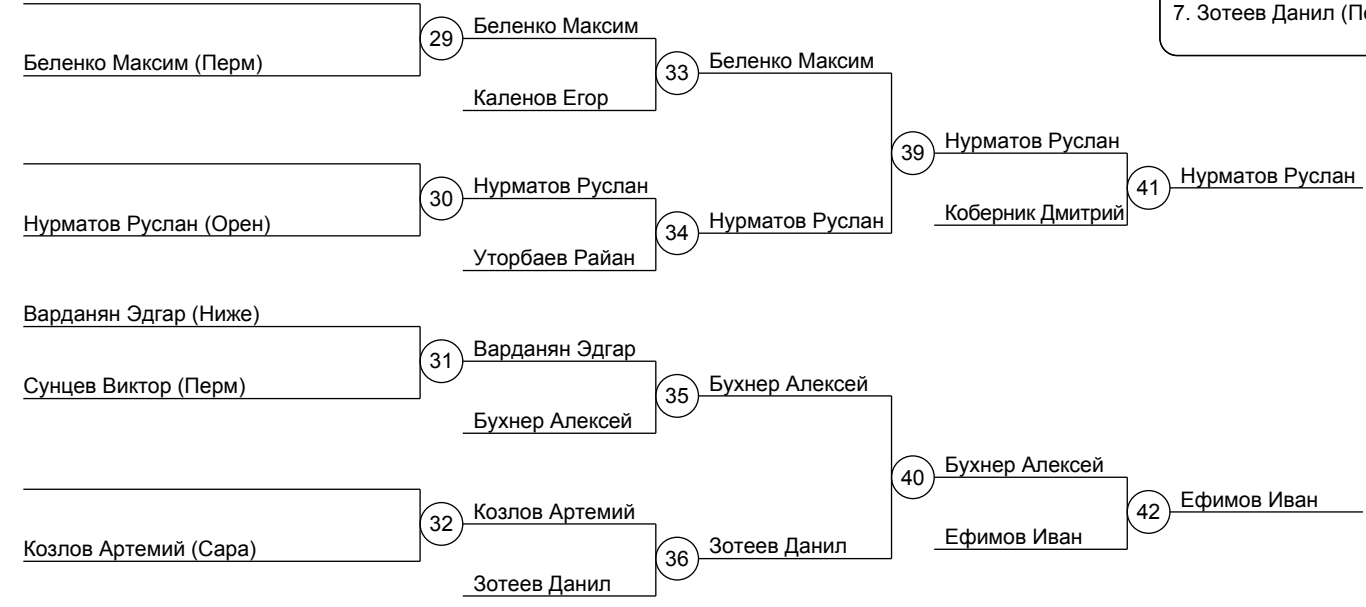 7. Зотеев Данил (П
Беленко Максим (Перм)
29
Беленко Максим
Каленов Егор
33
Беленко Максим
Нурматов Руслан (Орен)
30
Нурматов Руслан
Уторбаев Райан
34
Нурматов Руслан
39
Нурматов Руслан
Коберник Дмитрий
41
Нурматов Руслан
Варданян Эдгар (Ниже)
Сунцев Виктор (Перм)
31
Варданян Эдгар
Бухнер Алексей
35
Бухнер Алексей
Козлов Артемий (Сара)
32
Козлов Артемий
Зотеев Данил
36
Зотеев Данил
40
Бухнер Алексей
Ефимов Иван
42
Ефимов Иван